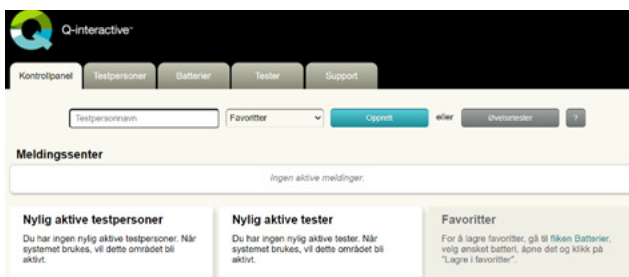 Q-interactive™
Kontrollpanel Testpersoner Batterier Tester Support
Testpersonnavn Favoritter Opprett eller Øvelsetester ?
Meldingssenter
Ingen aktive meldinger.
Nylig aktive testpersoner
Du har ingen nylig aktive testpersoner. Når
systemet brukes, vil dette området bli
aktivt.
Nylig aktive tester
Du har ingen nylig aktive tester. Når
systemet brukes, vil dette området bli
aktivt.
Favoritter
For å lagre favoritter, gå til fliken Batterier,
velg ønsket batteri, åpne det og klikk på
"Lagre i favoritter".